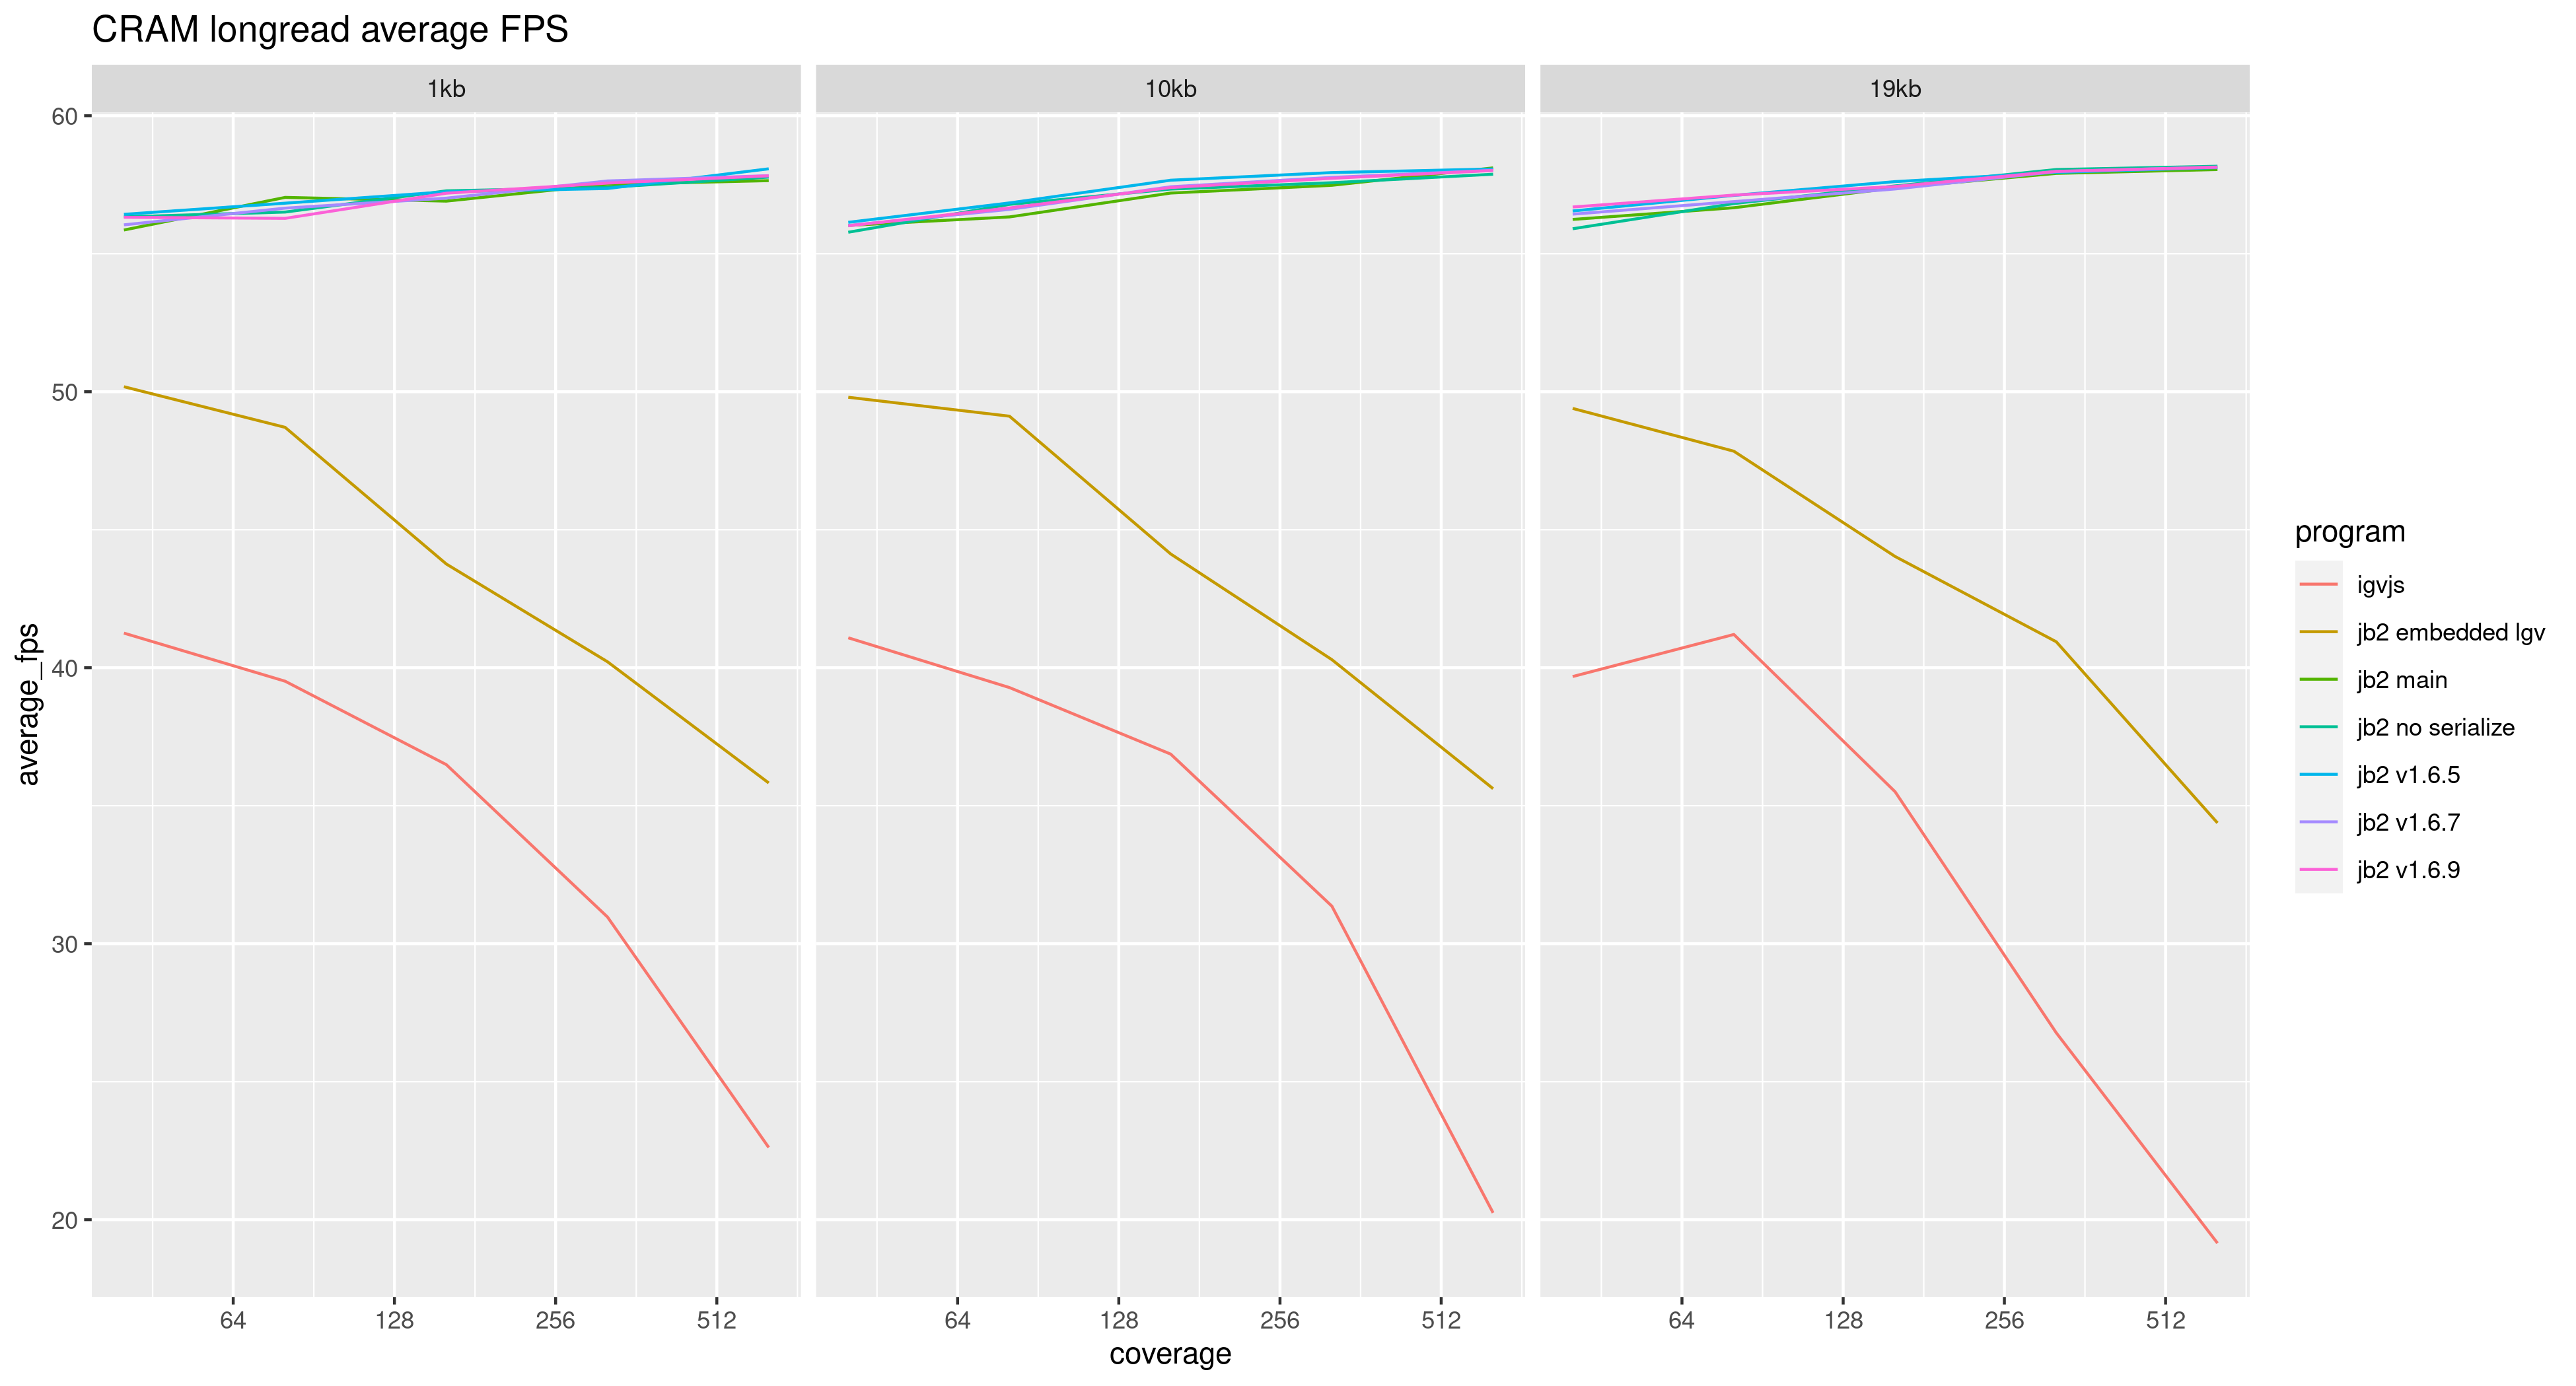 CRAM longread average FPS
1kb
10kb
19kb
average_fps
60
50
40
30
20
64 128 256 512
64 128 256 512
64 128 256 512
coverage
program
igvjs
jb2 embedded lgv
jb2 main
jb2 no serialize
jb2 v1.6.5
jb2 v1.6.7
jb2 v1.6.9